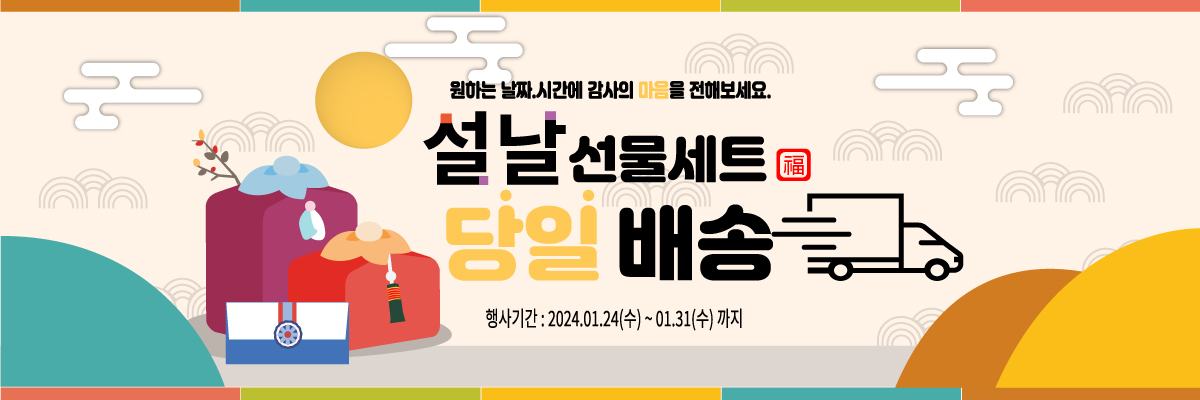 원하는 날짜.시간에 감사의 마음을 전해보세요.
설날 선물세트 福
당일 배송
행사기간 : 2024.01.24(수) ~ 01.31(수) 까지